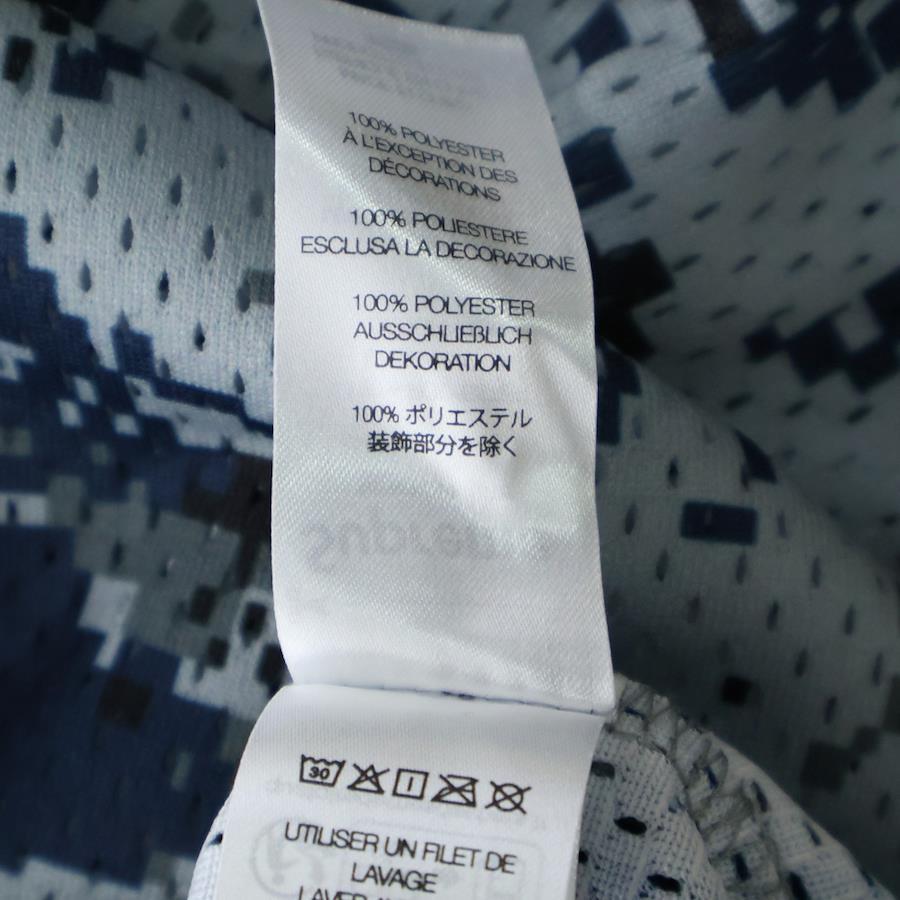 100% POLYESTER
À L'EXCEPTION DES
DÉCORATIONS
100% POLIESTERE
ESCLUSA LA DECORAZIONE
100% POLYESTER
AUSSCHLIEßLICH
DEKORATION
100% ポリエステル
装飾部分を除く
30
UTILISER UN FILET DE
LAVAGE
LAVER